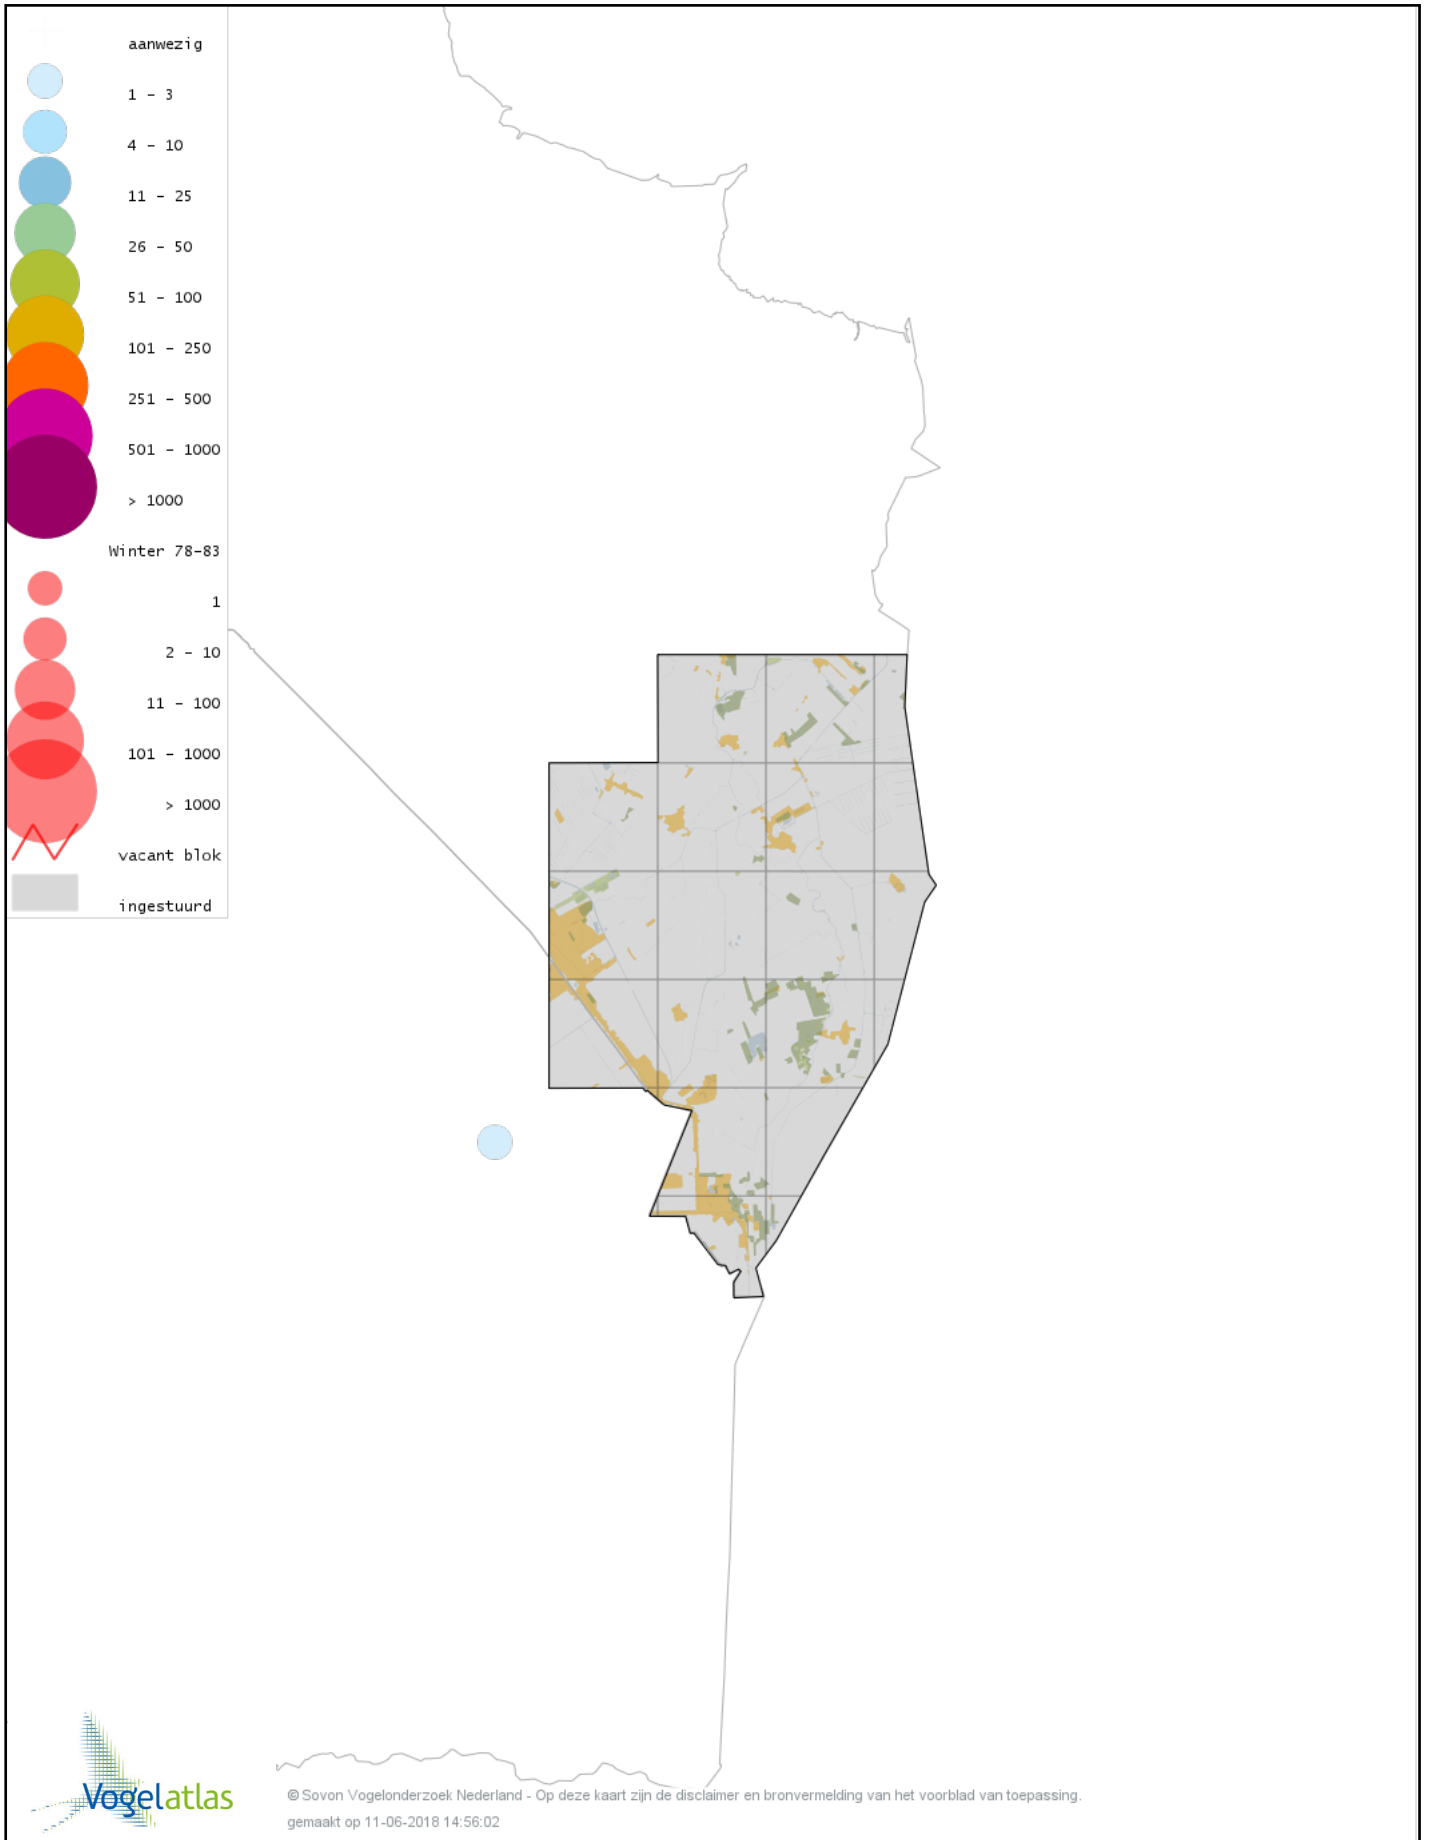 aanwezig
1 - 3
4 - 10
11 - 25
26 - 50
51 - 100
101 - 250
251 - 500
501 - 1000
> 1000
Winter 78-83
1
2 - 10
11 - 100
101 - 1000
> 1000
vacant blok
ingestuurd
Vogelatlas
© Sovon Vogelonderzoek Nederland - Op deze kaart zijn de disclaimer en bronvermelding van het voorblad van toepassing.
gemaakt op 11-06-2018 14:56:02